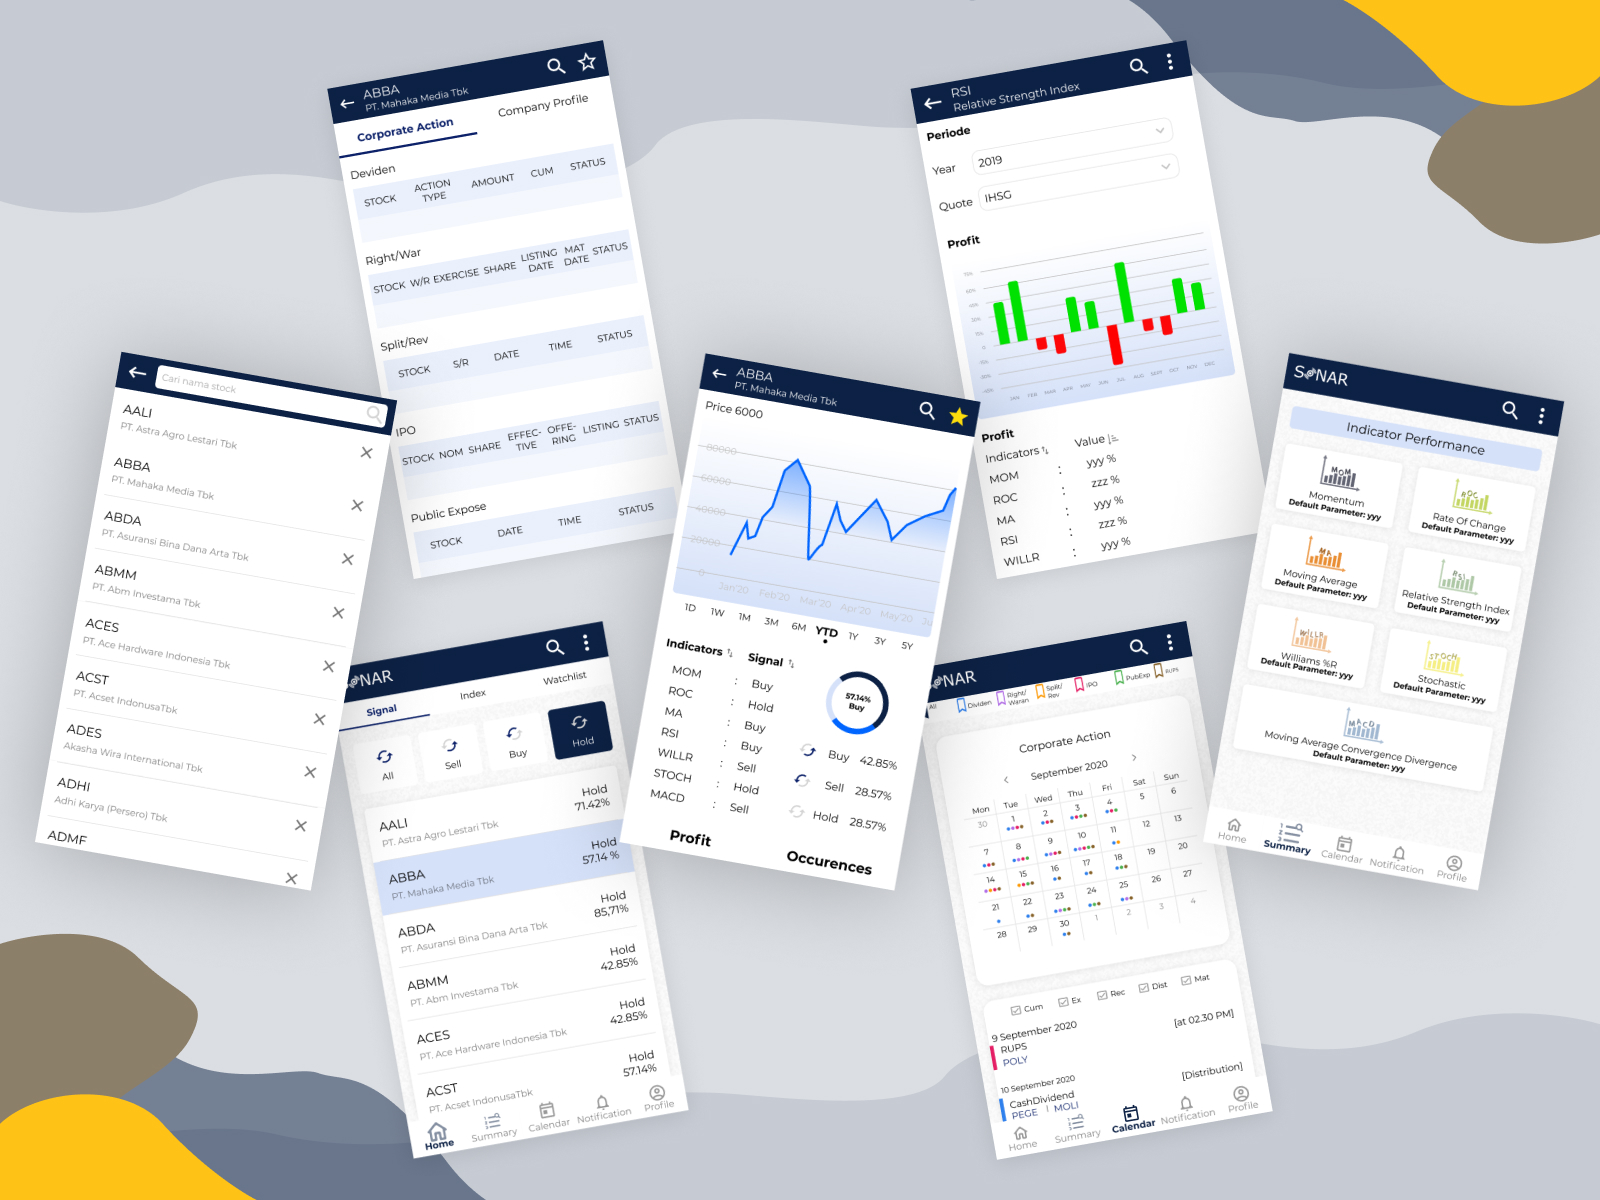 ABBA
PT. Mahaka Media Tbk
Corporate Action
Company Profile
Deviden
STOCK
ACTION TYPE
AMOUNT
CUM
STATUS
Right/War
STOCK
W/R
EXERCISE
SHARE
LISTING DATE
MAT DATE
STATUS
Split/Rev
STOCK
S/R
DATE
TIME
STATUS
IPO
STOCK
NOM
SHARE
EFFEC-TIVE
OFFE-RING
LISTING
STATUS
Public Expose
STOCK
DATE
TIME
STATUS
RSI
Relative Strength Index
Periode
Year
2019
Quote
IHSG
Profit
JAN
FEB
MAR
APR
MAY
JUN
JUL
AUG
SEPT
OCT
NOV
DEC
Profit
Indicators
Value
MOM : yyy %
ROC : zzz %
MA : yyy %
RSI : zzz %
WILLR : yyy %
Cari nama stock
AALI
PT. Astra Agro Lestari Tbk
ABBA
PT. Mahaka Media Tbk
ABDA
PT. Asuransi Bina Dana Arta Tbk
ABMM
PT. Abm Investama Tbk
ACES
PT. Ace Hardware Indonesia Tbk
ACST
PT. Acset IndonusaTbk
ADES
Akasha Wira International Tbk
ADHI
Adhi Karya (Persero) Tbk
ADMF
ABBA
PT. Mahaka Media Tbk
Price 6000
80000
60000
40000
20000
0
Jan'20
Feb'20
Mar'20
Apr'20
May'20
Ju
1D
1W
1M
3M
6M
YTD
1Y
3Y
5Y
Indicators
Signal
MOM : Buy
ROC : Hold
MA : Buy
RSI : Buy
WILLR : Sell
STOCH : Hold
MACD : Sell
57.14%
Buy
Buy 42.85%
Sell 28.57%
Hold 28.57%
Profit
Occurences
SONAR
Indicator Performance
MOM
Momentum
Default Parameter: yyy
ROC
Rate Of Change
Default Parameter: yyy
MA
Moving Average
Default Parameter: yyy
RSI
Relative Strength Index
Default Parameter: yyy
WILLR
Williams %R
Default Parameter: yyy
STOCH
Stochastic
Default Parameter: yyy
MACD
Moving Average Convergence Divergence
Default Parameter: yyy
Home
Summary
Calendar
Notification
Profile
NAR
Signal
Index
Watchlist
All
Sell
Buy
Hold
AALI
PT. Astra Agro Lestari Tbk
Hold
71.42%
ABBA
PT. Mahaka Media Tbk
Hold
57.14 %
ABDA
PT. Asuransi Bina Dana Arta Tbk
Hold
85,71%
ABMM
PT. Abm Investama Tbk
Hold
42.85%
ACES
PT. Ace Hardware Indonesia Tbk
Hold
42.85%
ACST
PT. Acset IndonusaTbk
Hold
57.14%
Home
Summary
Calendar
Notification
Profile
NAR
All
Dividen
Right/
Waran
Split/
Rev
IPO
PubExp
RUPS
Corporate Action
September 2020
Mon Tue Wed Thu Fri Sat Sun
30 1 2 3 4 5 6
7 8 9 10 11 12 13
14 15 16 17 18 19 20
21 22 23 24 25 26 27
28 29 30 1 2 3 4
Cum
Ex
Rec
Dist
Mat
9 September 2020
[at 02.30 PM]
RUPS
POLY
10 September 2020
[Distribution]
CashDividend
PEGE | MOLI
Home
Summary
Calendar
Notification
Profile